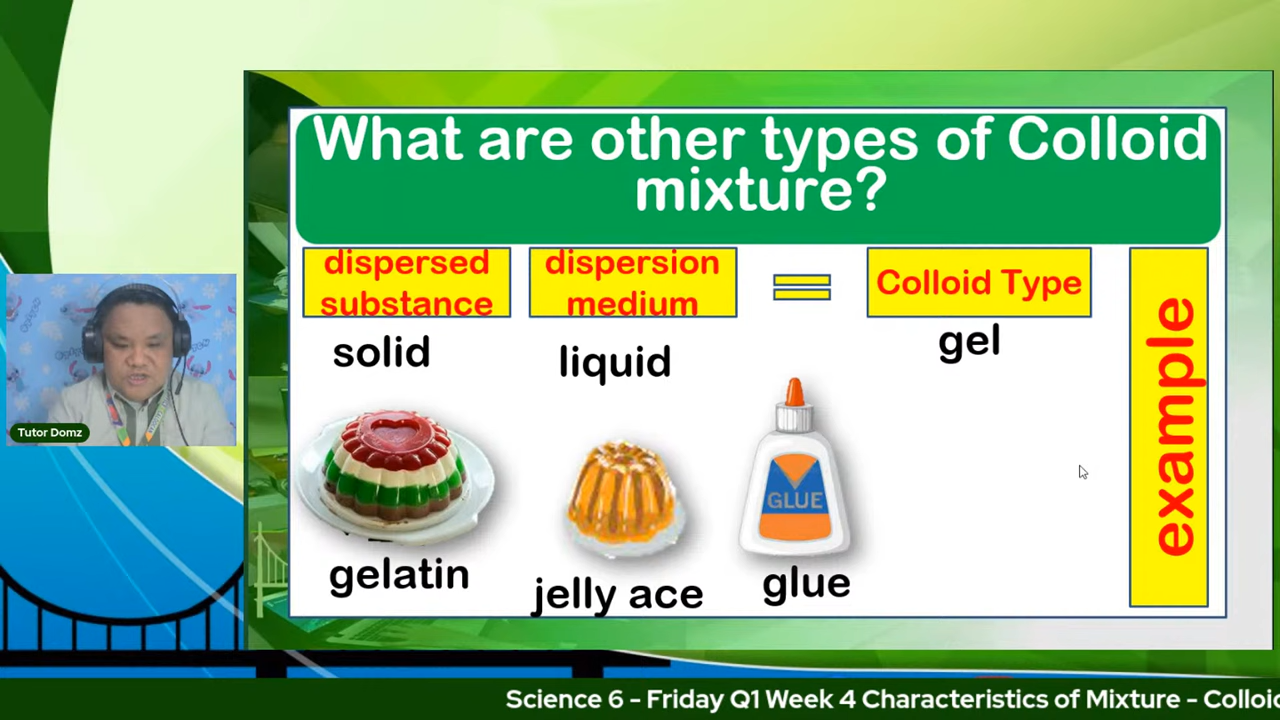 What are other types of Colloid
mixture?
dispersed
substance
dispersion
medium
Colloid Type
example
solid
liquid
gel
GLUE
gelatin
jelly ace
glue
Tutor Domz
Science 6 - Friday Q1 Week 4 Characteristics of Mixture - Colloid